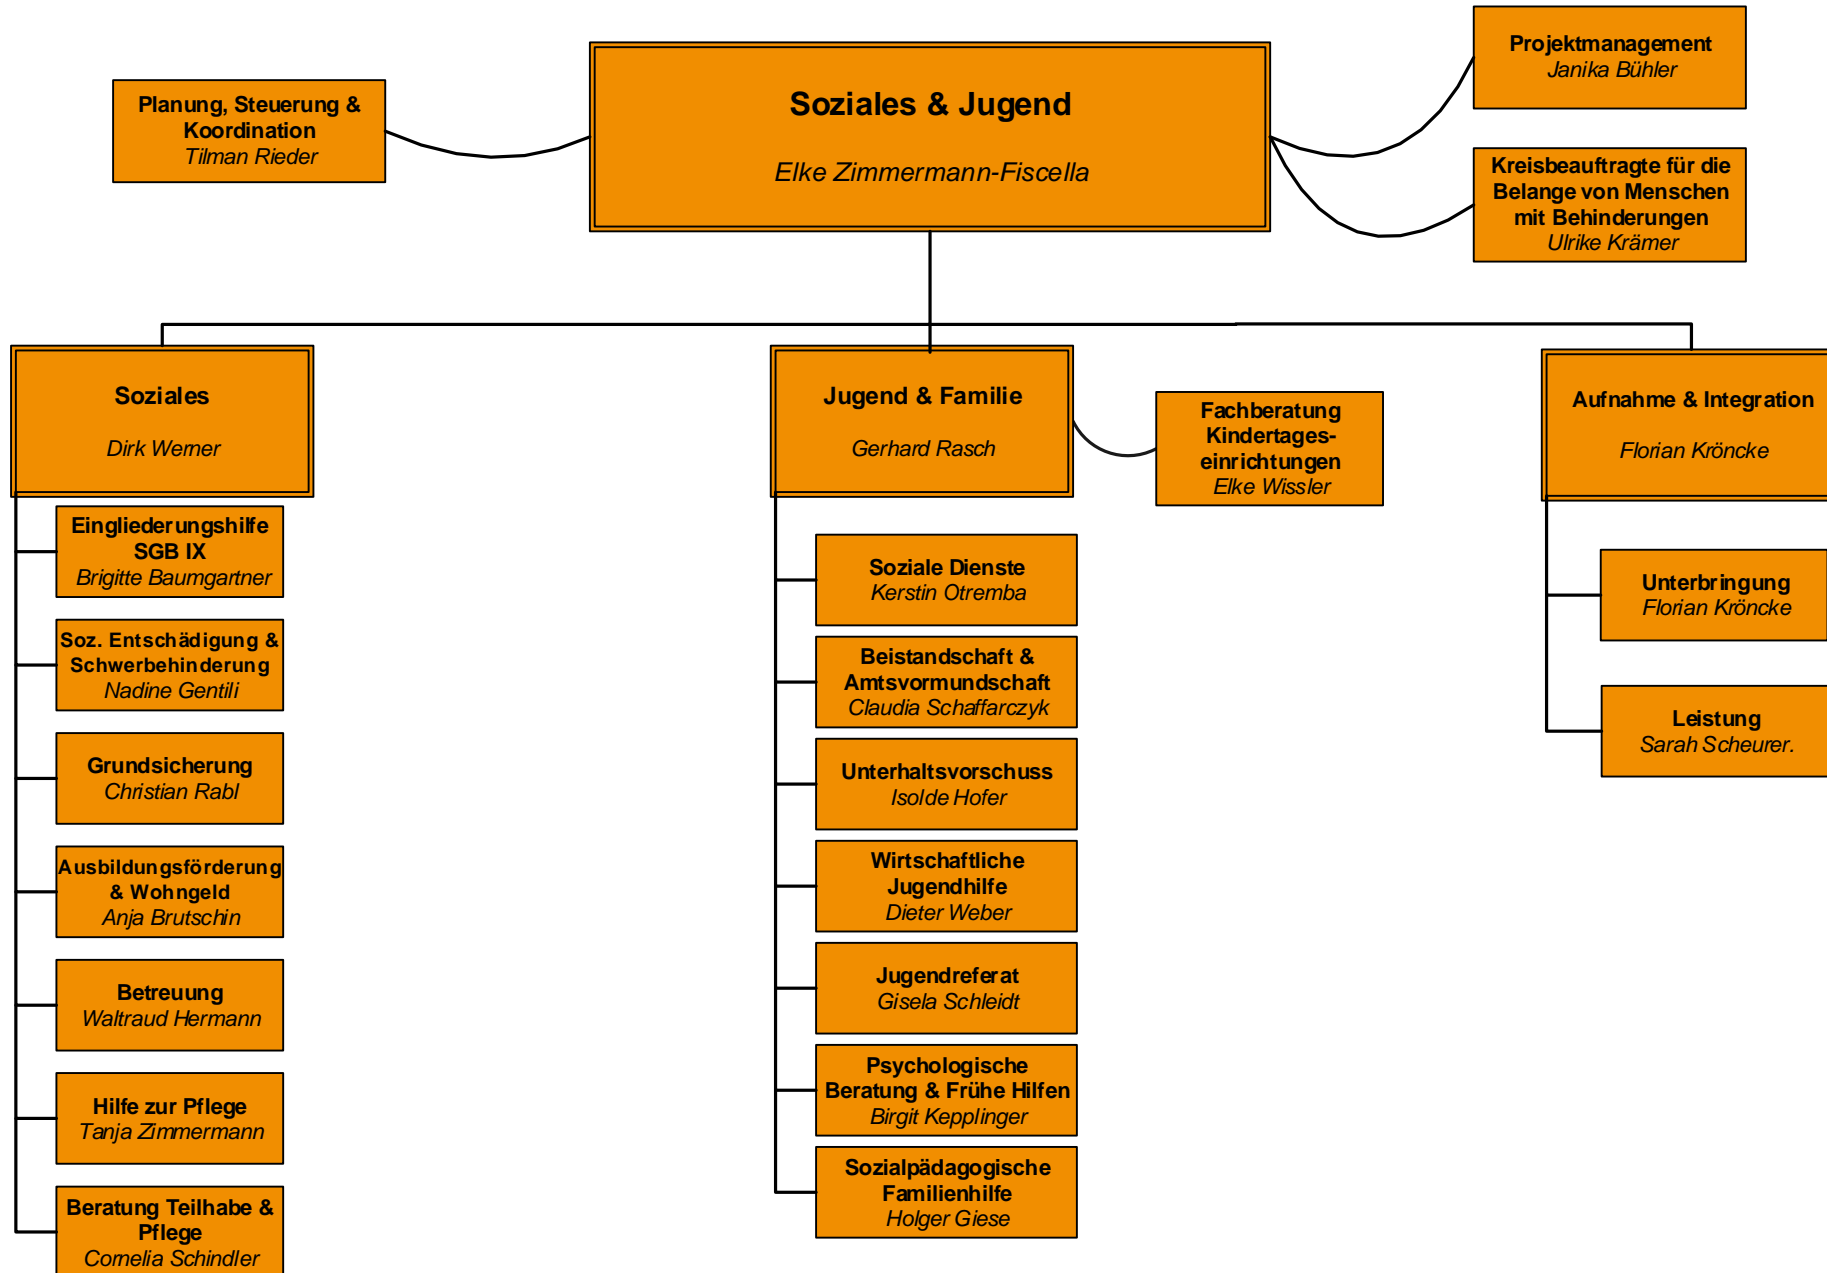 Projektmanagement
Janika Bühler
Planung, Steuerung &
Koordination
Tilman Rieder
Soziales & Jugend
Elke Zimmermann-Fiscella
Kreisbeauftragte für die
Belange von Menschen
mit Behinderungen
Ulrike Krämer
Soziales
Dirk Werner
Eingliederungshilfe
SGB IX
Brigitte Baumgartner
Soz. Entschädigung &
Schwerbehinderung
Nadine Gentili
Grundsicherung
Christian Rabl
Ausbildungsförderung
& Wohngeld
Anja Brutschin
Betreuung
Waltraud Hermann
Hilfe zur Pflege
Tanja Zimmermann
Beratung Teilhabe &
Pflege
Cornelia Schindler
Jugend & Familie
Gerhard Rasch
Fachberatung
Kindertages-
einrichtungen
Elke Wissler
Soziale Dienste
Kerstin Otremba
Beistandschaft &
Amtsvormundschaft
Claudia Schaffarczyk
Unterhaltsvorschuss
Isolde Hofer
Wirtschaftliche
Jugendhilfe
Dieter Weber
Jugendreferat
Gisela Schleidt
Psychologische
Beratung & Frühe Hilfen
Birgit Kepplinger
Sozialpädagogische
Familienhilfe
Holger Giese
Aufnahme & Integration
Florian Kröncke
Unterbringung
Florian Kröncke
Leistung
Sarah Scheurer.